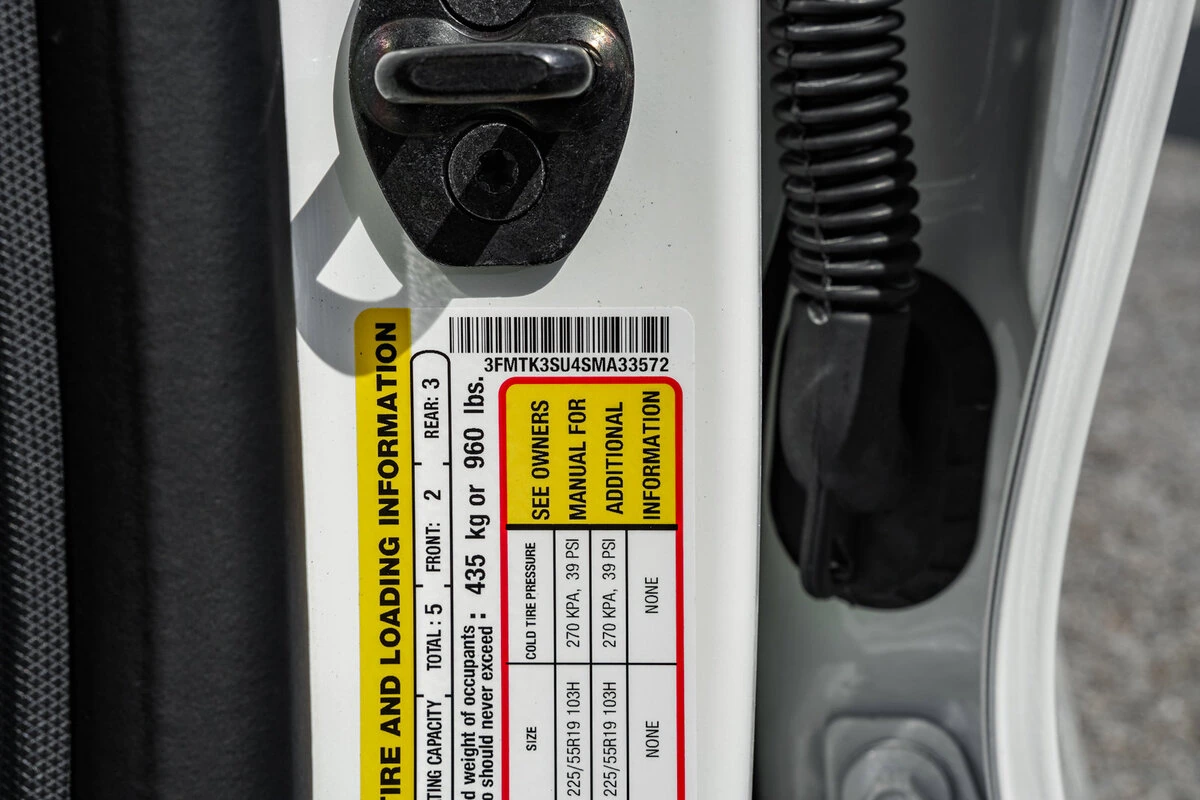 3FMTK3SU4SMA33572
TIRE AND LOADING INFORMATION
TING CAPACITY TOTAL : 5 FRONT: 2 REAR: 3
d weight of occupants
o should never exceed : 435 kg or 960 lbs.
SIZE COLD TIRE PRESSURE
225/55R19 103H 270 KPA, 39 PSI
225/55R19 103H 270 KPA, 39 PSI
NONE NONE
SEE OWNERS
MANUAL FOR
ADDITIONAL
INFORMATION